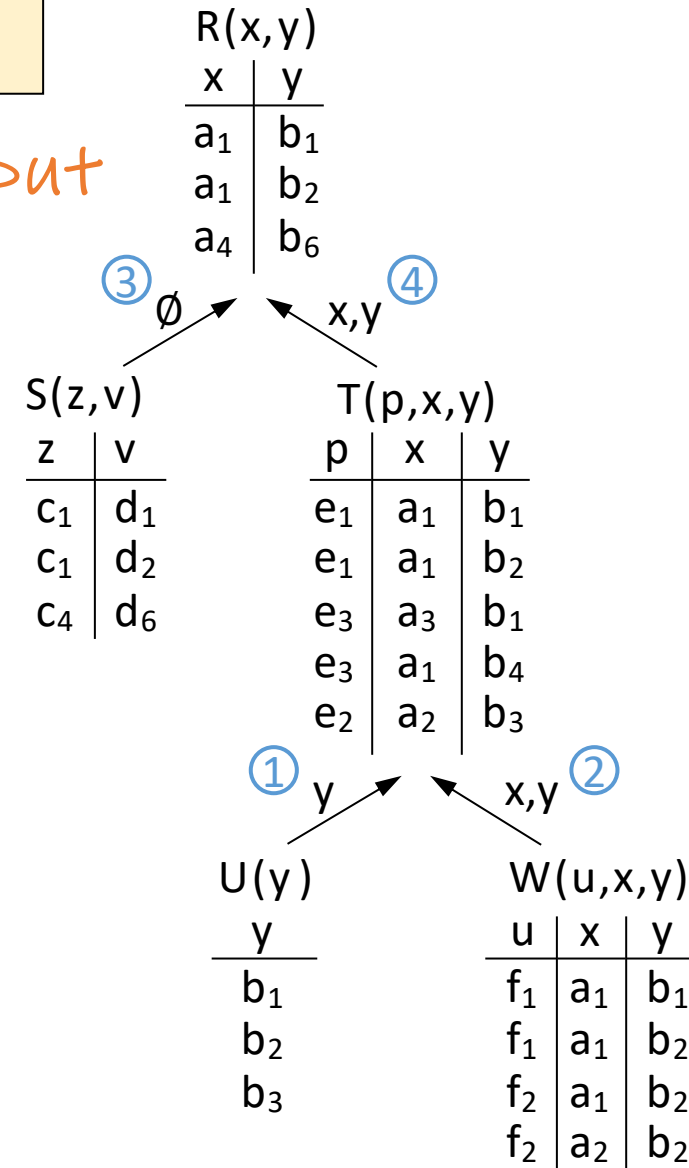 R(x,y)
x y
a₁ b₁
a₁ b₂
a₄ b₆
③ ∅ x,y ④
S(z,v)
z v
c₁ d₁
c₁ d₂
c₄ d₆
T(p,x,y)
p x y
e₁ a₁ b₁
e₁ a₁ b₂
e₃ a₃ b₁
e₃ a₁ b₄
e₂ a₂ b₃
① y x,y ②
U(y)
y
b₁
b₂
b₃
W(u,x,y)
u x y
f₁ a₁ b₁
f₁ a₁ b₂
f₂ a₁ b₂
f₂ a₂ b₂